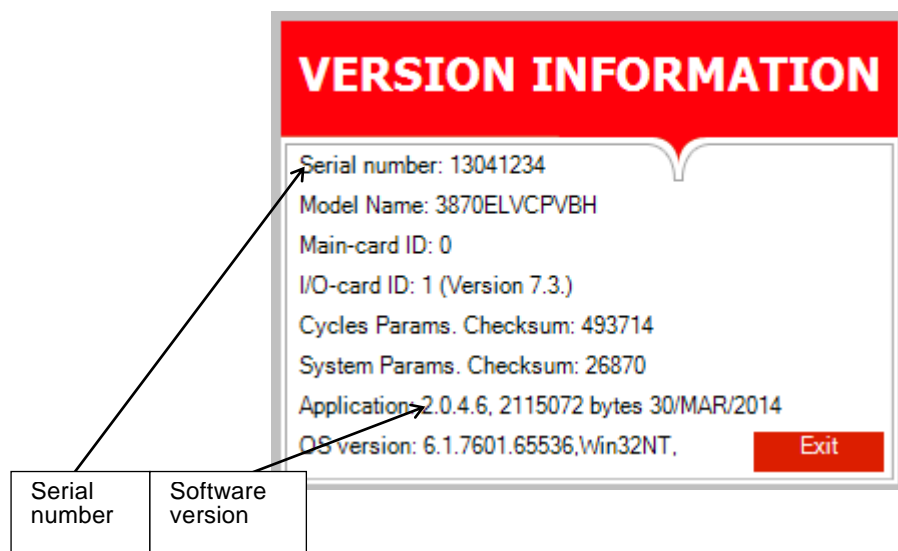 VERSION INFORMATION
Serial number: 13041234
Model Name: 3870ELVCPVBH
Main-card ID: 0
I/O-card ID: 1 (Version 7.3.)
Cycles Params. Checksum: 493714
System Params. Checksum: 26870
Application: 2.0.4.6, 2115072 bytes 30/MAR/2014
OS version: 6.1.7601.65536,Win32NT,
Exit
Serial
number
Software
version